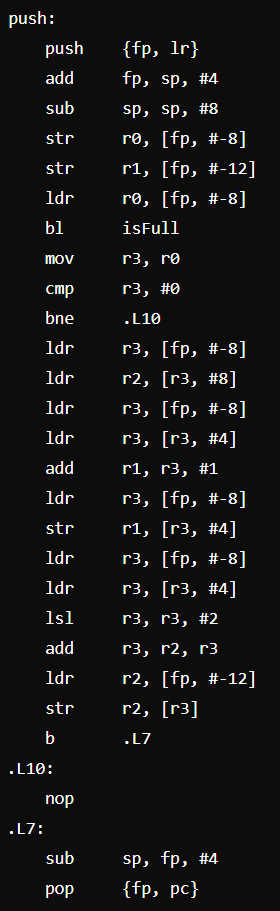 push:
    push    {fp, lr}
    add     fp, sp, #4
    sub     sp, sp, #8
    str     r0, [fp, #-8]
    str     r1, [fp, #-12]
    ldr     r0, [fp, #-8]
    bl      isFull
    mov     r3, r0
    cmp     r3, #0
    bne     .L10
    ldr     r3, [fp, #-8]
    ldr     r2, [r3, #8]
    ldr     r3, [fp, #-8]
    ldr     r3, [r3, #4]
    add     r1, r3, #1
    ldr     r3, [fp, #-8]
    str     r1, [r3, #4]
    ldr     r3, [fp, #-8]
    ldr     r3, [r3, #4]
    lsl     r3, r3, #2
    add     r3, r2, r3
    ldr     r2, [fp, #-12]
    str     r2, [r3]
    b       .L7
.L10:
    nop
.L7:
    sub     sp, fp, #4
    pop     {fp, pc}